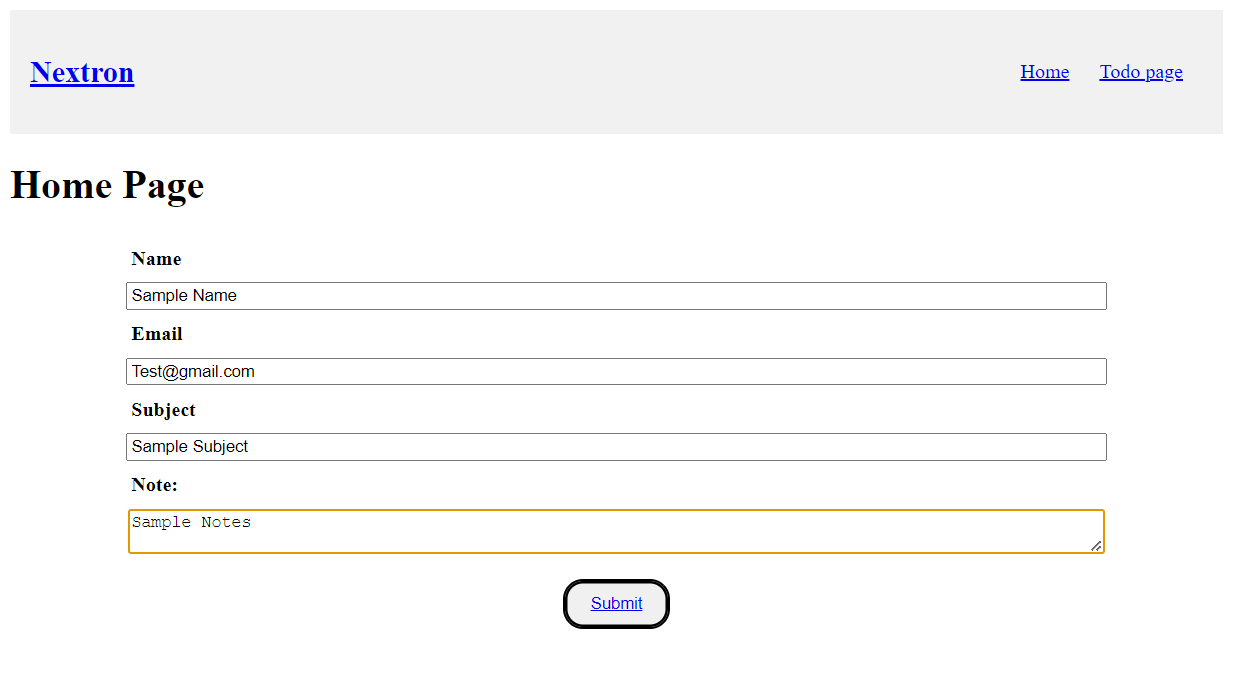 Nextron
Home Todo page
Home Page
Name
Sample Name
Email
Test@gmail.com
Subject
Sample Subject
Note:
Sample Notes
Submit